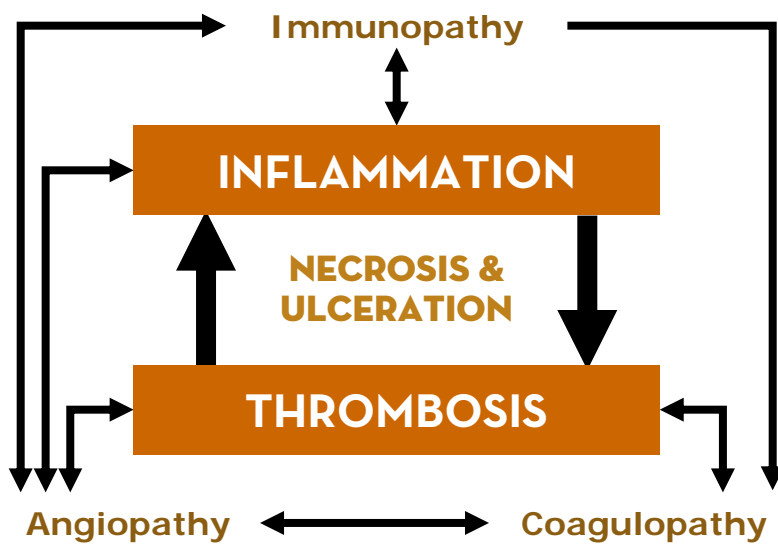 Immunopathy
INFLAMMATION
NECROSIS &
ULCERATION
THROMBOSIS
Angiopathy
Coagulopathy